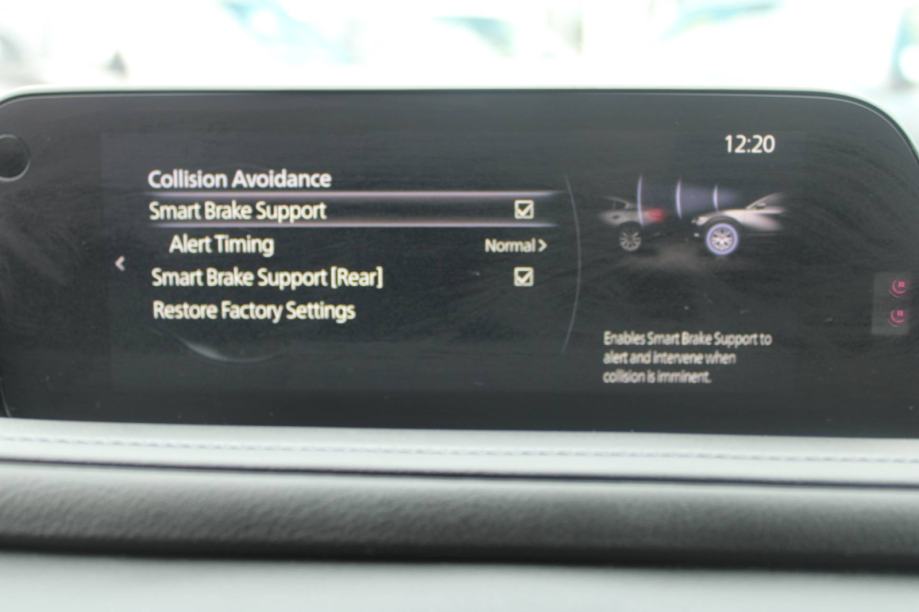 12:20
Collision Avoidance
Smart Brake Support
Alert Timing Normal
Smart Brake Support [Rear]
Restore Factory Settings
Enables Smart Brake Support to
alert and intervene when
collision is imminent.